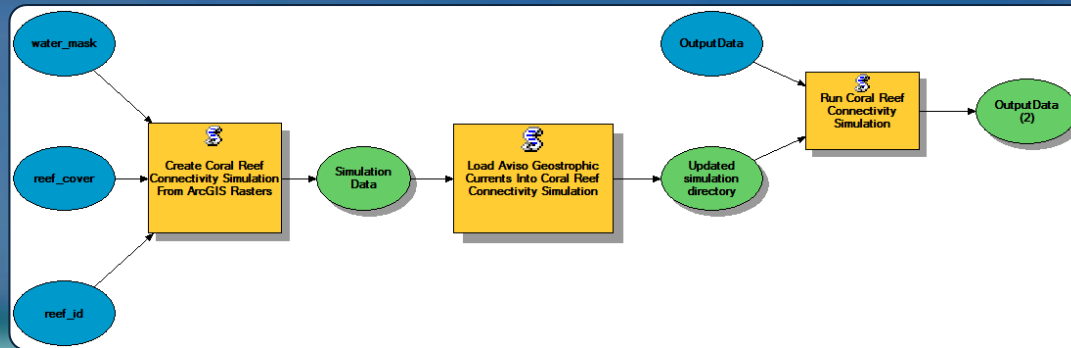 water_mask
reef_cover
reef_id
Create Coral Reef
Connectivity Simulation
From ArcGIS Rasters
Simulation
Data
Load Aviso Geostrophic
Currents Into Coral Reef
Connectivity Simulation
Updated
simulation
directory
OutputData
Run Coral Reef
Connectivity
Simulation
OutputData
(2)